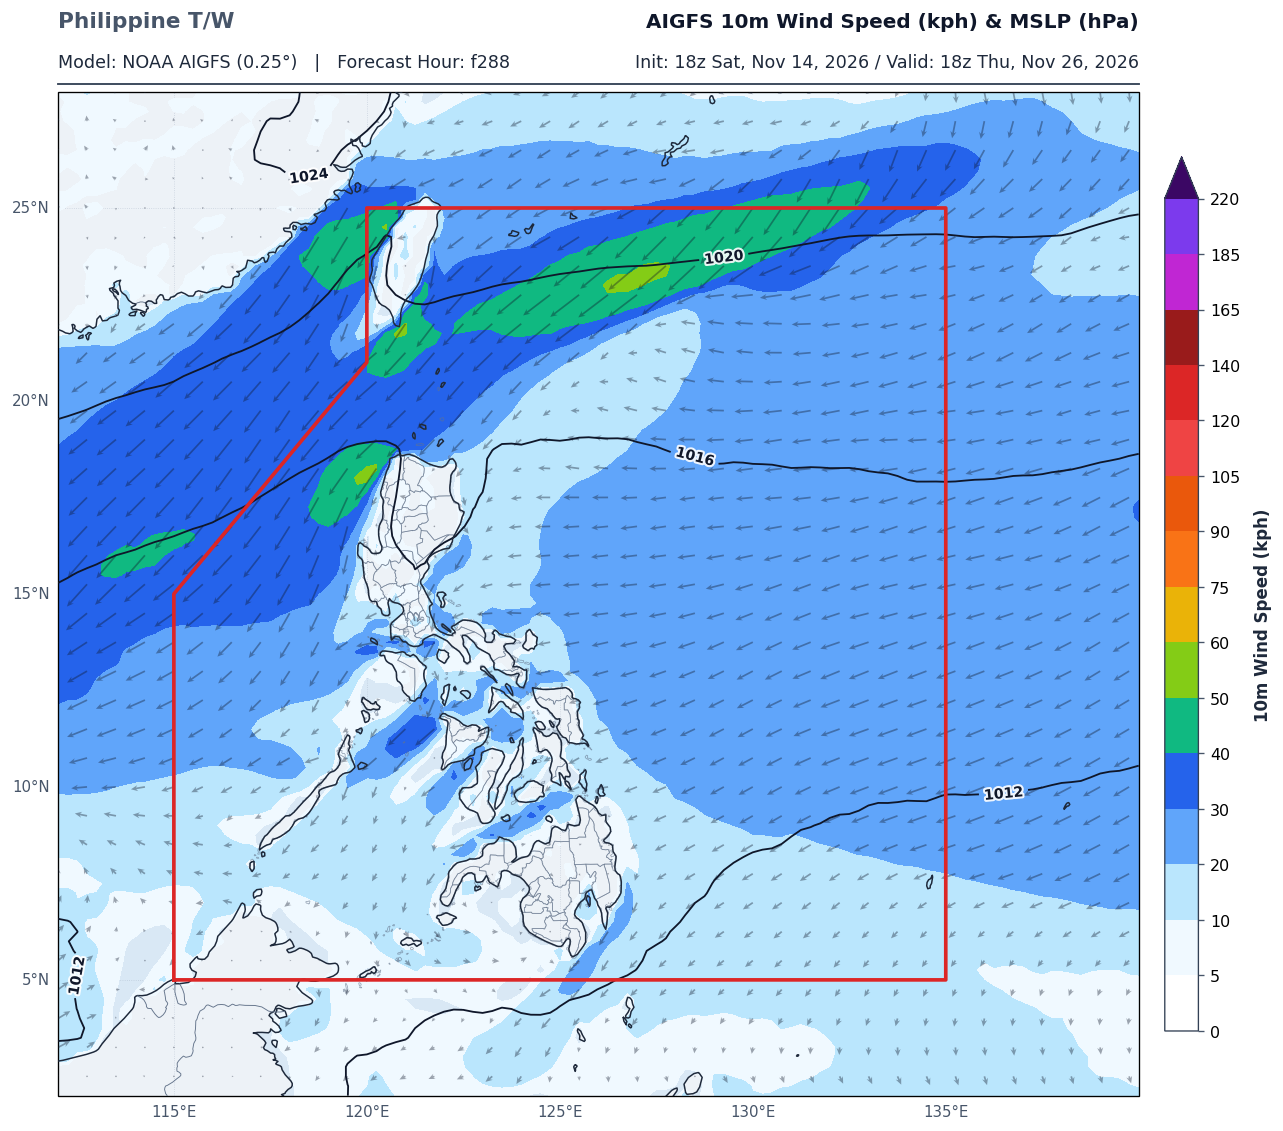 Philippine T/W
AIGFS 10m Wind Speed (kph) & MSLP (hPa)
Model: NOAA AIGFS (0.25°) | Forecast Hour: f288
Init: 18z Sat, Nov 14, 2026 / Valid: 18z Thu, Nov 26, 2026
1024
1020
1016
1012
1012
25°N
20°N
15°N
10°N
5°N
115°E
120°E
125°E
130°E
135°E
220
185
165
140
120
105
90
75
60
50
40
30
20
10
5
0
10m Wind Speed (kph)